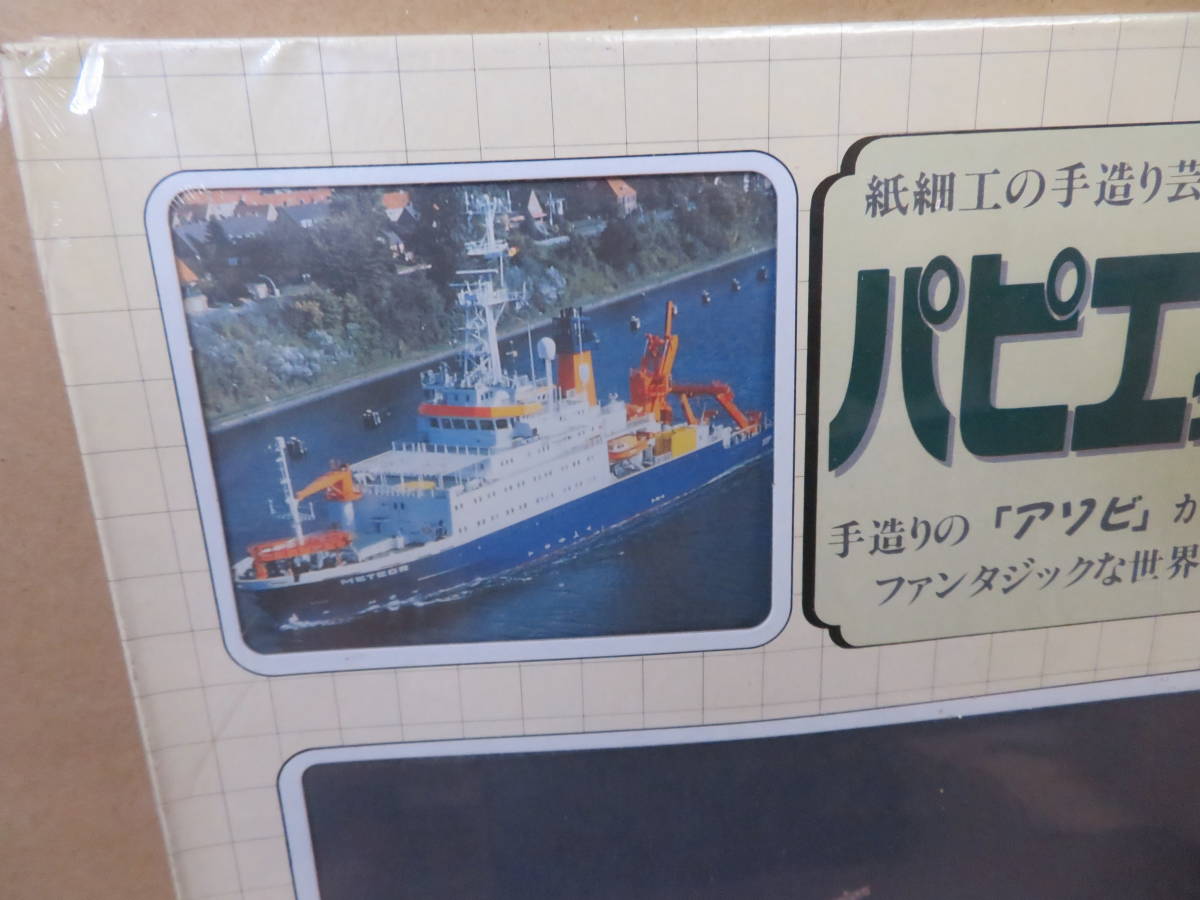 METEOR
紙細工の手造り芸
パピエ
手造りの「アソビ」か
ファンタジックな世界